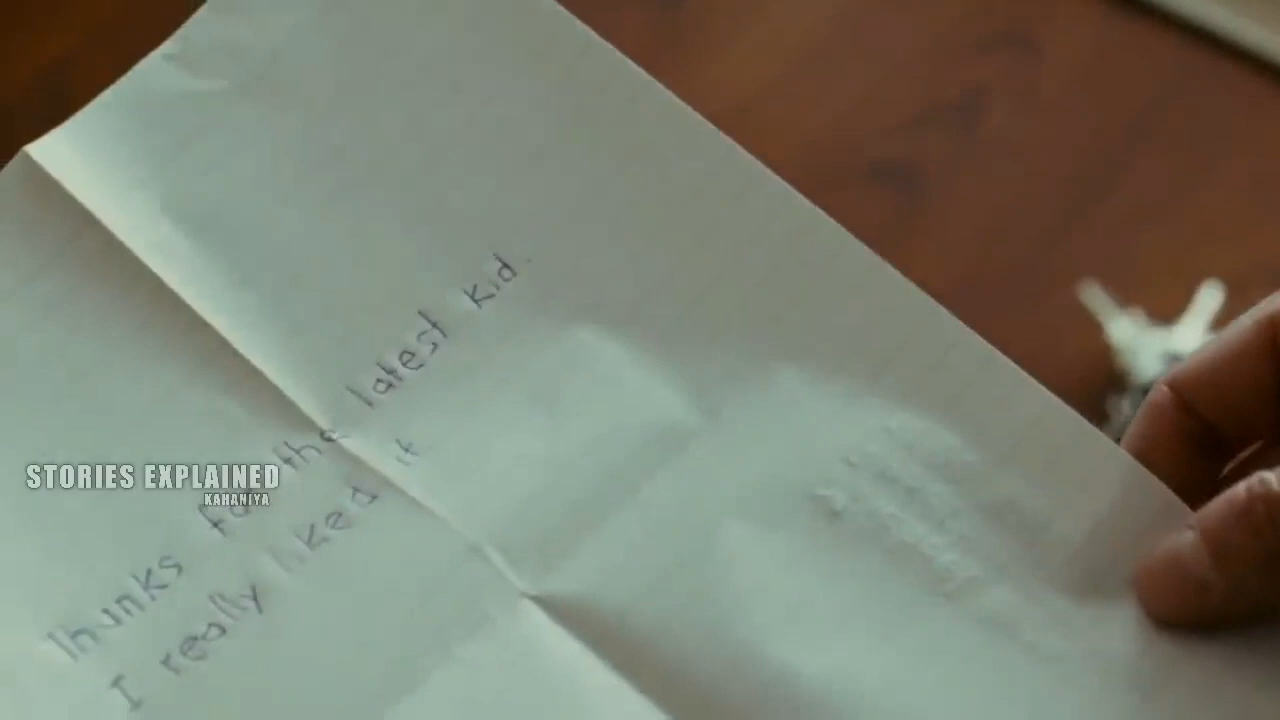 Thanks for the latest kid.
I really liked it
STORIES EXPLAINED
KAHANIYA